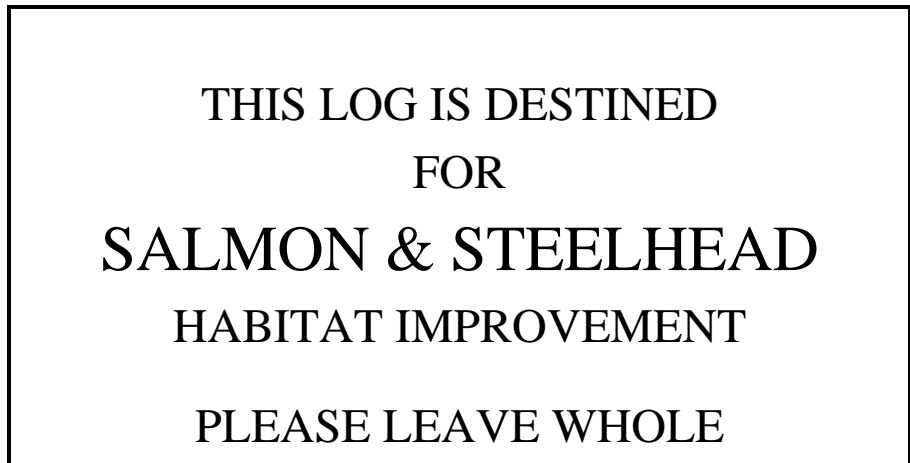 THIS LOG IS DESTINED
FOR
SALMON & STEELHEAD
HABITAT IMPROVEMENT
PLEASE LEAVE WHOLE